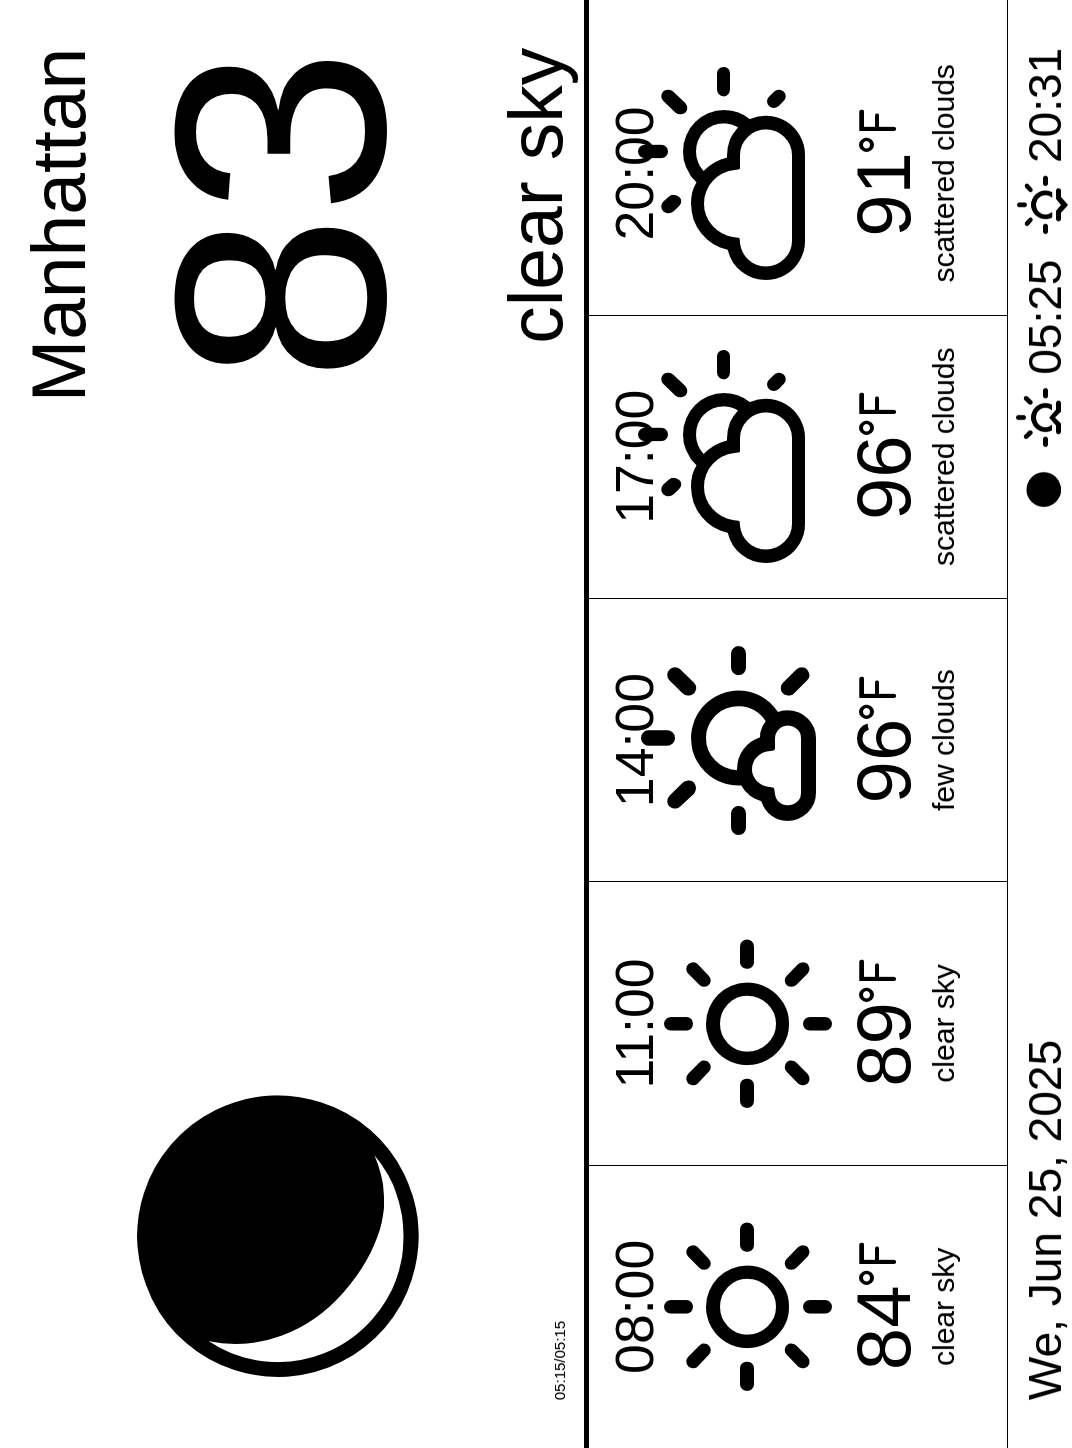 Manhattan
83
clear sky
05:15/05:15
08:00
84°F
clear sky
11:00
89°F
clear sky
14:00
96°F
few clouds
17:00
96°F
scattered clouds
20:00
91°F
scattered clouds
We, Jun 25, 2025
05:25
20:31